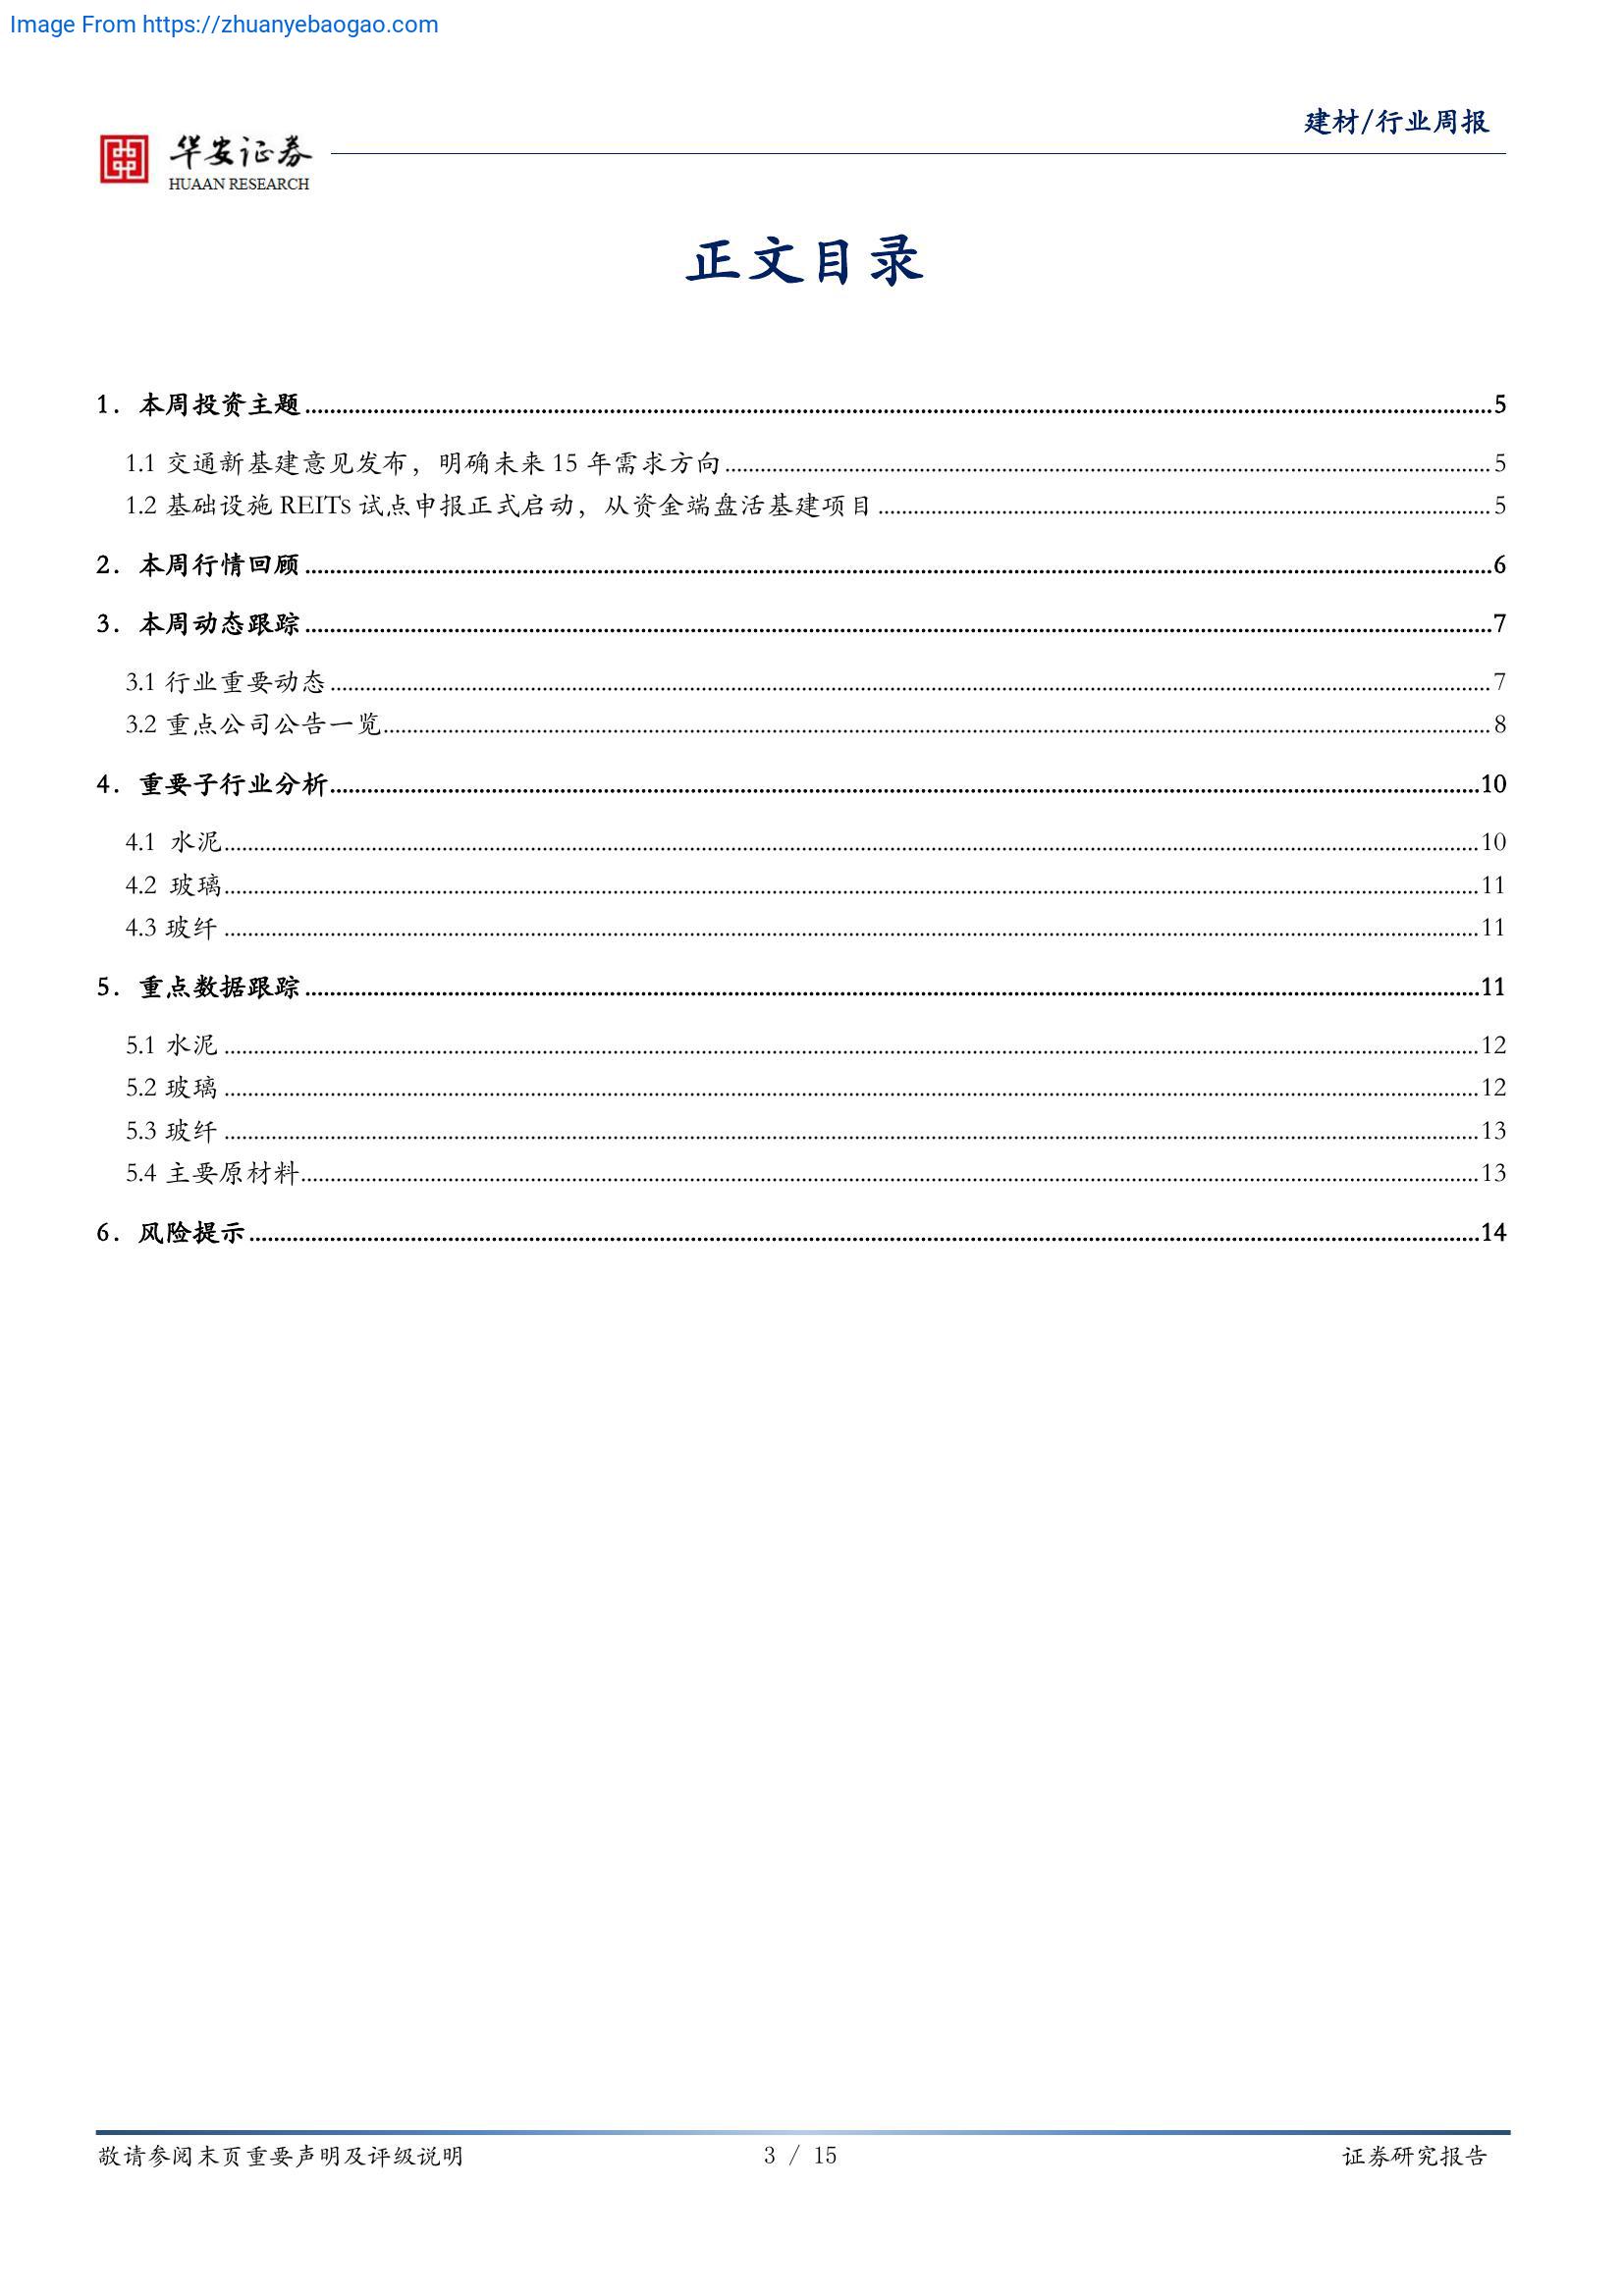 Image From https://zhuanyebaogao.com
建材/行业周报
华安证券
HUAAN RESEARCH
正文目录
1. 本周投资主题 5
1.1 交通新基建意见发布，明确未来 15 年需求方向 5
1.2 基础设施 REITs 试点申报正式启动，从资金端盘活基建项目 5
2. 本周行情回顾 6
3. 本周动态跟踪 7
3.1 行业重要动态 7
3.2 重点公司公告一览 8
4. 重要子行业分析 10
4.1 水泥 10
4.2 玻璃 11
4.3 玻纤 11
5. 重点数据跟踪 11
5.1 水泥 12
5.2 玻璃 12
5.3 玻纤 13
5.4 主要原材料 13
6. 风险提示 14
敬请参阅末页重要声明及评级说明 3 / 15 证券研究报告